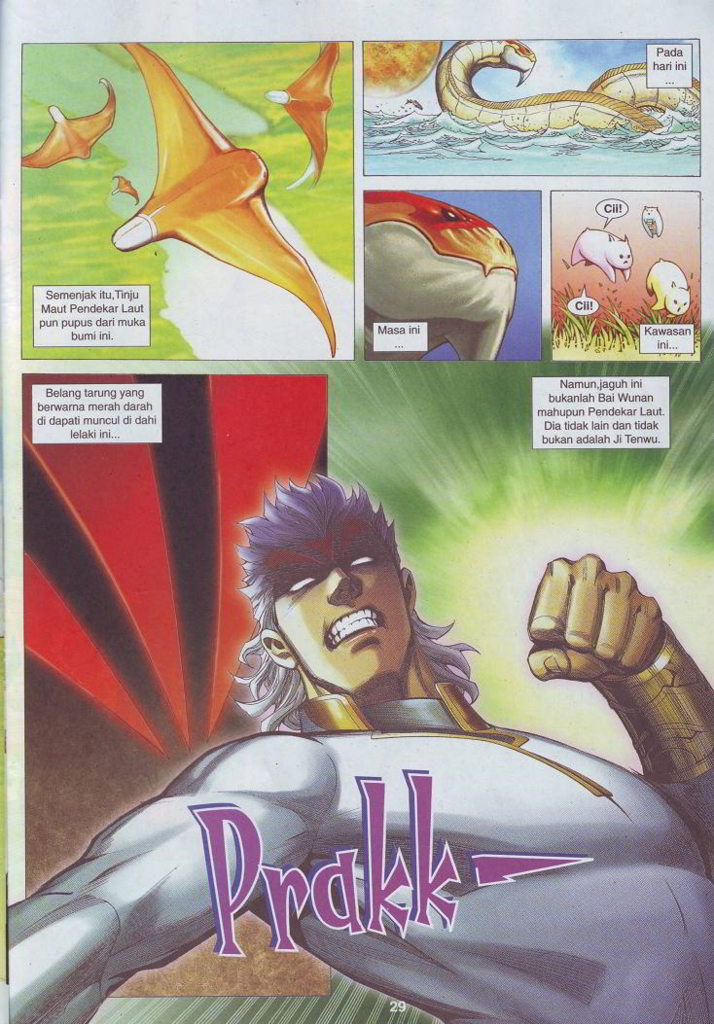 Semenjak itu,Tinju
Maut Pendekar Laut
pun pupus dari muka
bumi ini.
Pada
hari ini
...
Masa ini
...
Cii!
Cii!
Kawasan
ini...
Belang tarung yang
berwarna merah darah
di dapati muncul di dahi
lelaki ini...
Namun,jaguh ini
bukanlah Bai Wunan
mahupun Pendekar Laut.
Dia tidak lain dan tidak
bukan adalah Ji Tenwu.
Prakk
29